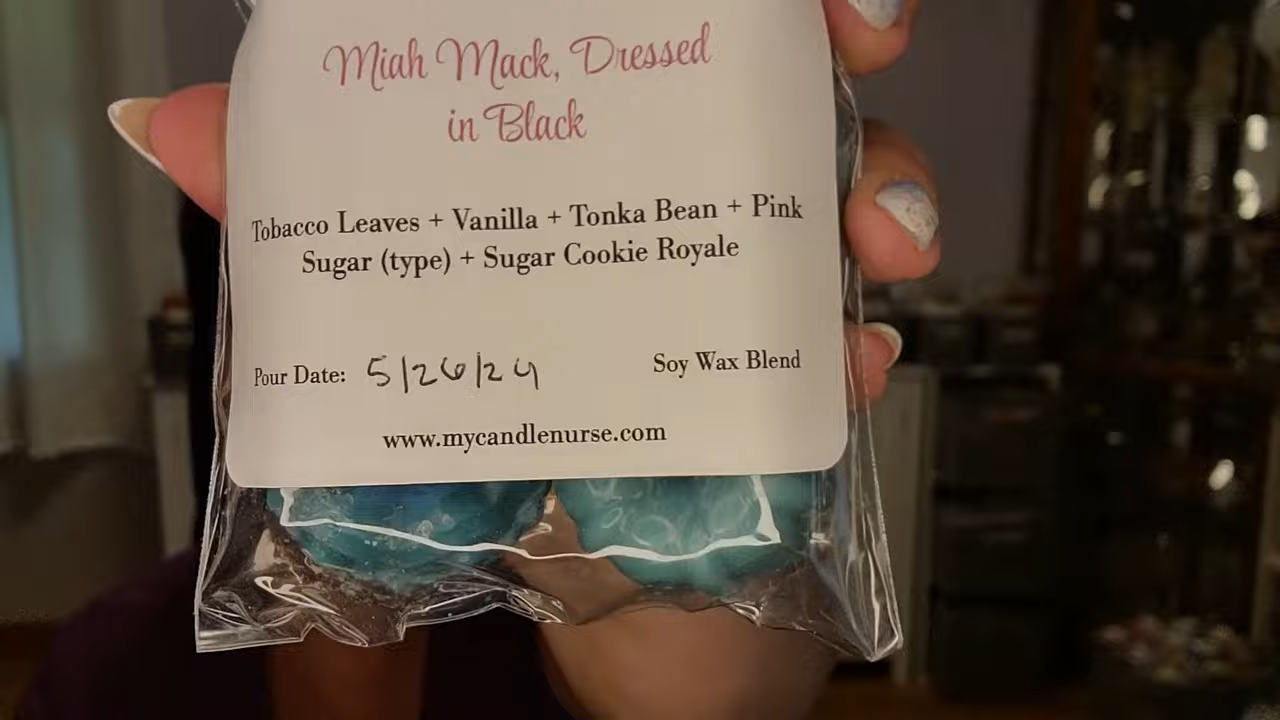 Miah Mack, Dressed
in Black
Tobacco Leaves + Vanilla + Tonka Bean + Pink
Sugar (type) + Sugar Cookie Royale
Pour Date: 5/26/24 Soy Wax Blend
www.mycandlenurse.com